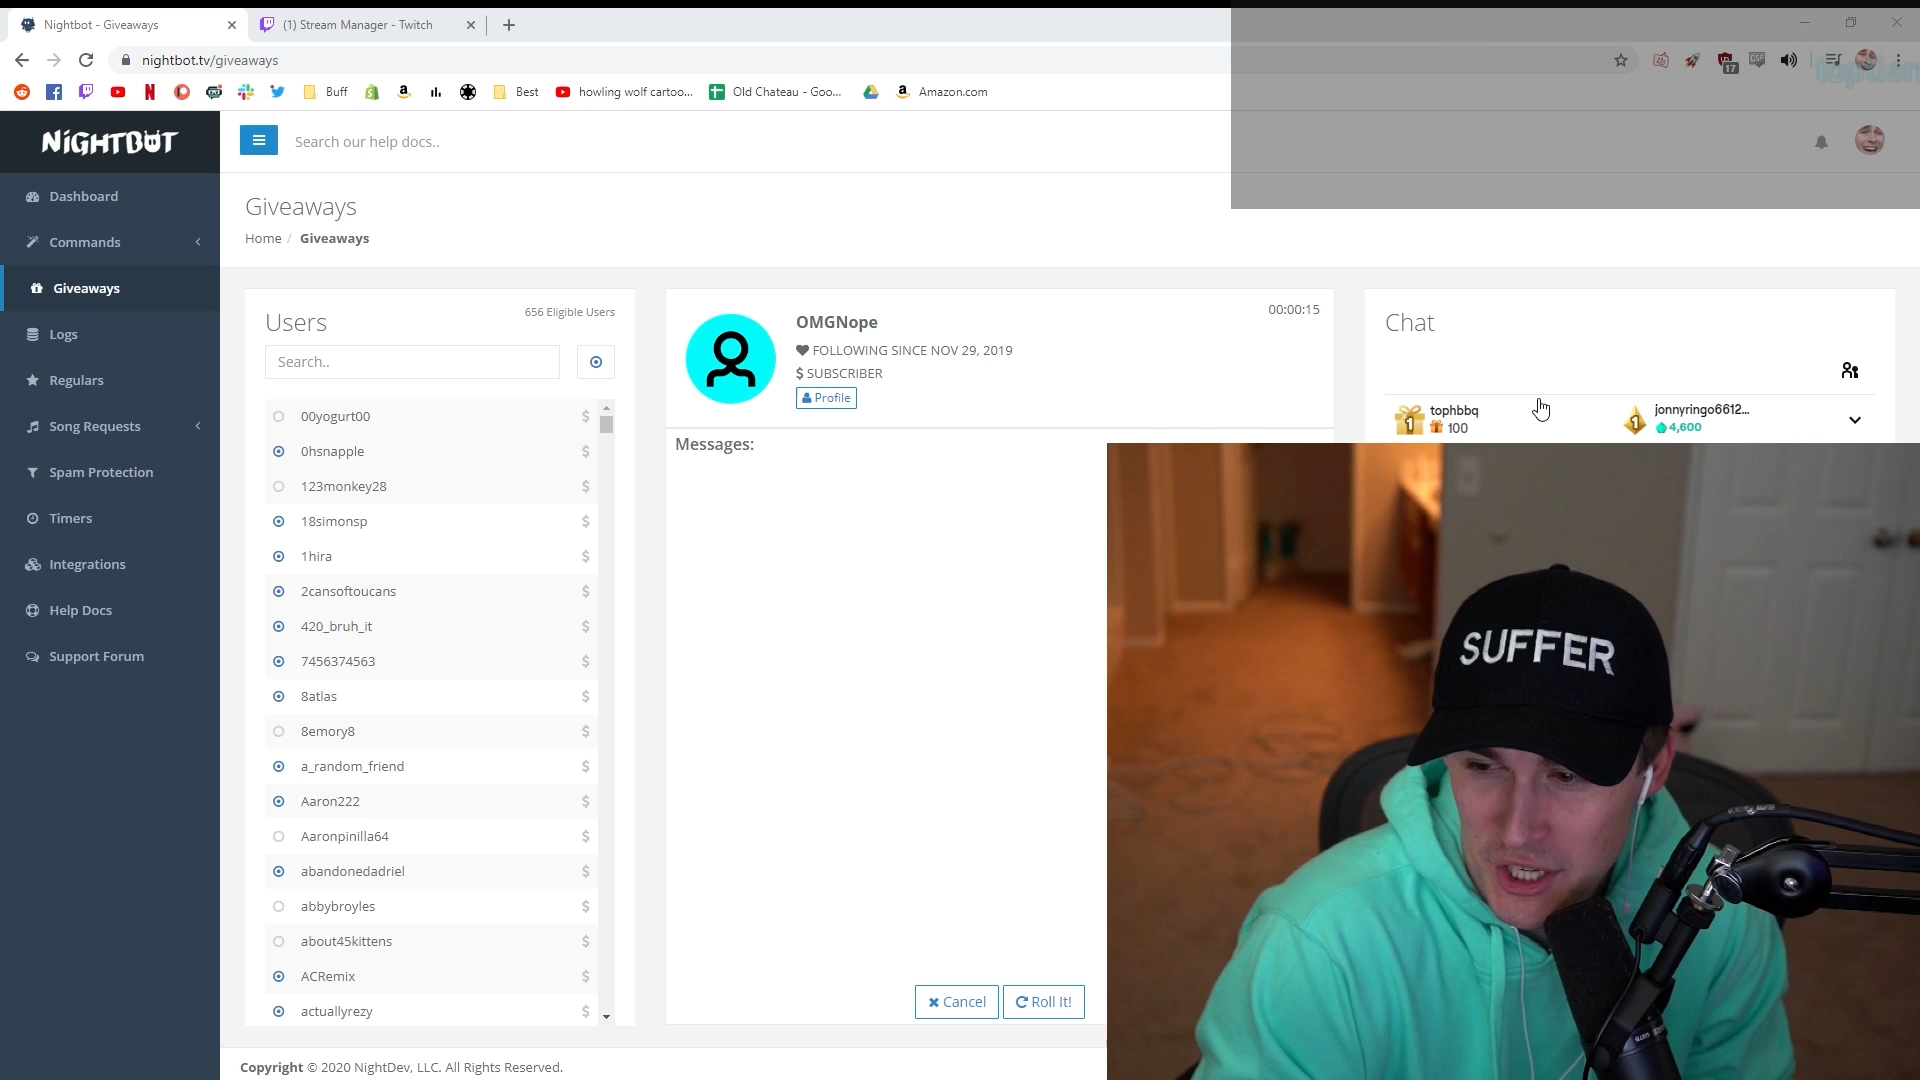 Nightbot - Giveaways
(1) Stream Manager - Twitch
nightbot.tv/giveaways
17
Buff
Best
howling wolf cartoo...
Old Chateau - Goo...
Amazon.com
NIGHTBOT
Search our help docs..
Dashboard
Commands
Giveaways
Logs
Regulars
Song Requests
Spam Protection
Timers
Integrations
Help Docs
Support Forum
Giveaways
Home / Giveaways
Users
656 Eligible Users
Search..
00yogurt00 $
0hsnapple $
123monkey28 $
18simonsp $
1hira $
2cansoftoucans $
420_bruh_it $
7456374563 $
8atlas $
8emory8 $
a_random_friend $
Aaron222 $
Aaronpinilla64 $
abandonedadriel $
abbybroyles $
about45kittens $
ACRemix $
actuallyrezy $
OMGNope
00:00:15
FOLLOWING SINCE NOV 29, 2019
$ SUBSCRIBER
Profile
Messages:
Cancel
Roll It!
Chat
1 tophbbq
100
1 jonnyringo6612...
4,600
SUFFER
Copyright © 2020 NightDev, LLC. All Rights Reserved.